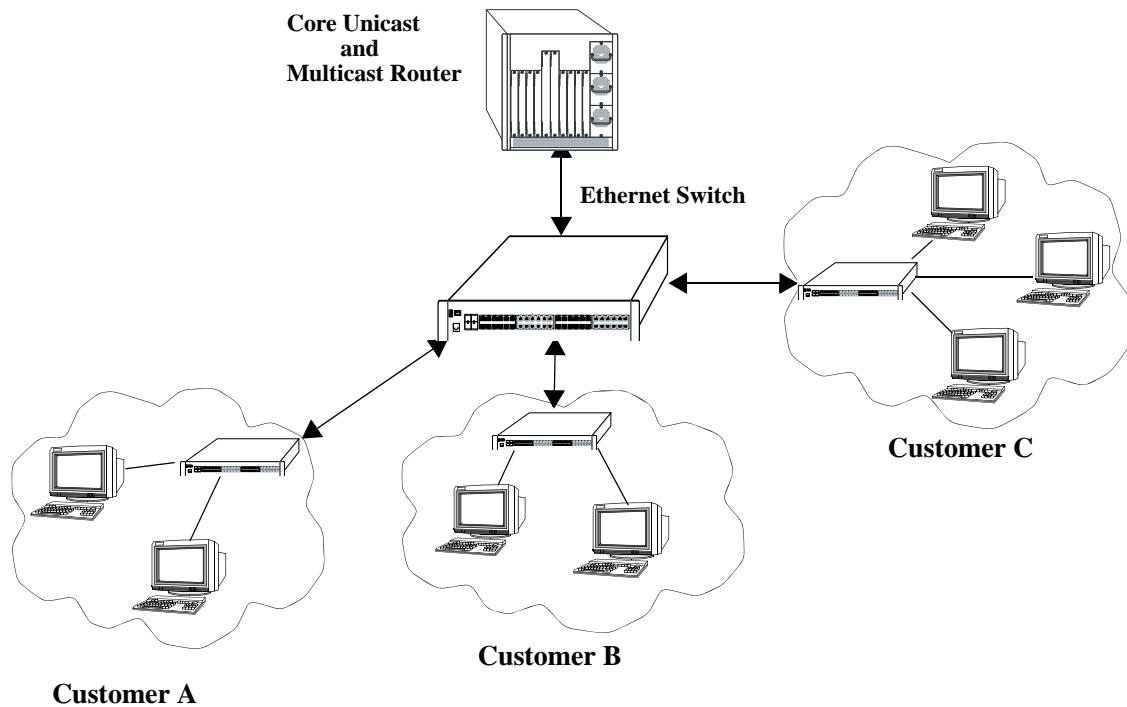 Core Unicast
and
Multicast Router
Ethernet Switch
Customer C
Customer B
Customer A